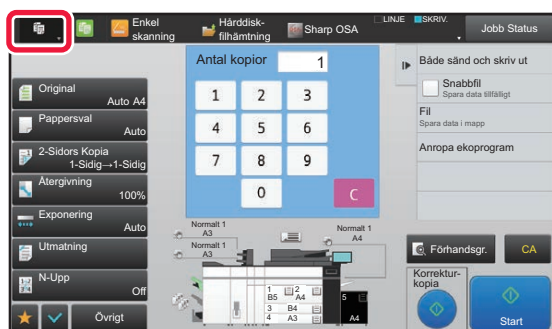 Enkel
skanning
Hårddisk-
filhämtning
Sharp OSA
LINJE
SKRIV.
Jobb Status
Original
Auto A4
Pappersval
Auto
2-Sidors Kopia
1-Sidig→1-Sidig
Återgivning
100%
Exponering
Auto
Utmatning
N-Upp
Off
Övrigt
Antal kopior 1
1 2 3
4 5 6
7 8 9
0 C
Normalt 1
A3
Normalt 1
A3
Normalt 1
A4
1 2
B5 A4
3 B4
4 A3
5
A4
Både sänd och skriv ut
Snabbfil
Spara data tillfälligt
Fil
Spara data i mapp
Anropa ekoprogram
Förhandsgr.
CA
Korrektur-
kopia
Start